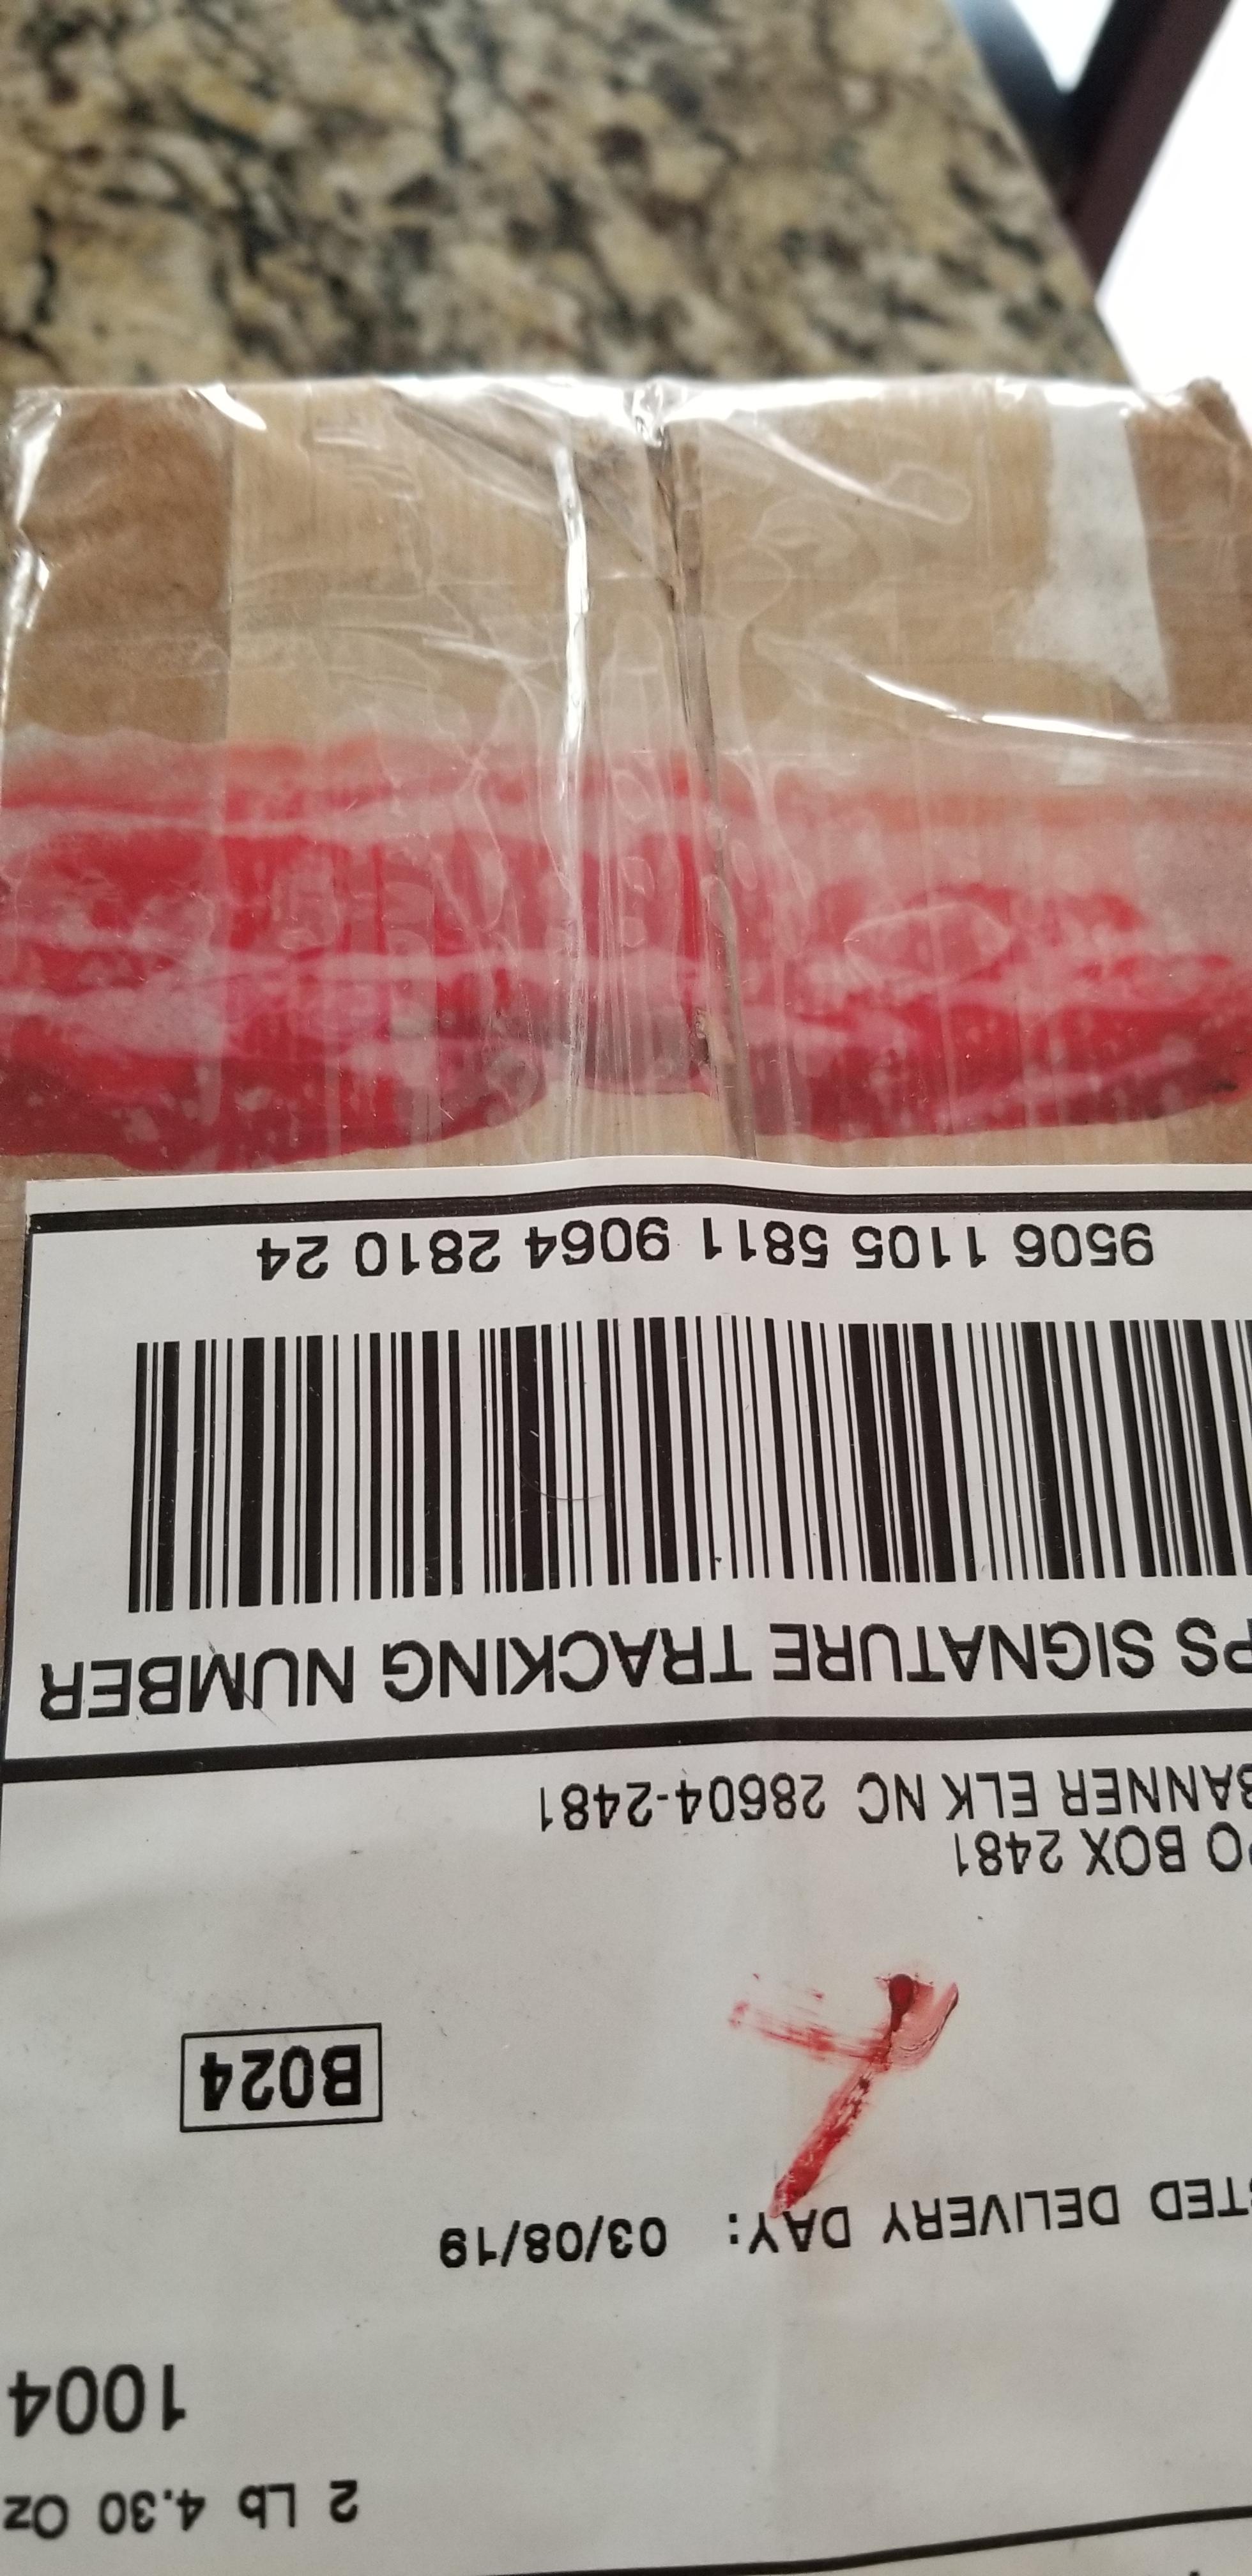 2 Lb 4.30 Oz
1004
TED DELIVERY DAY: 03/08/19
B024
PO BOX 2481
BANNER ELK NC 28604-2481
PS SIGNATURE TRACKING NUMBER
9506 1105 5811 9064 2810 24